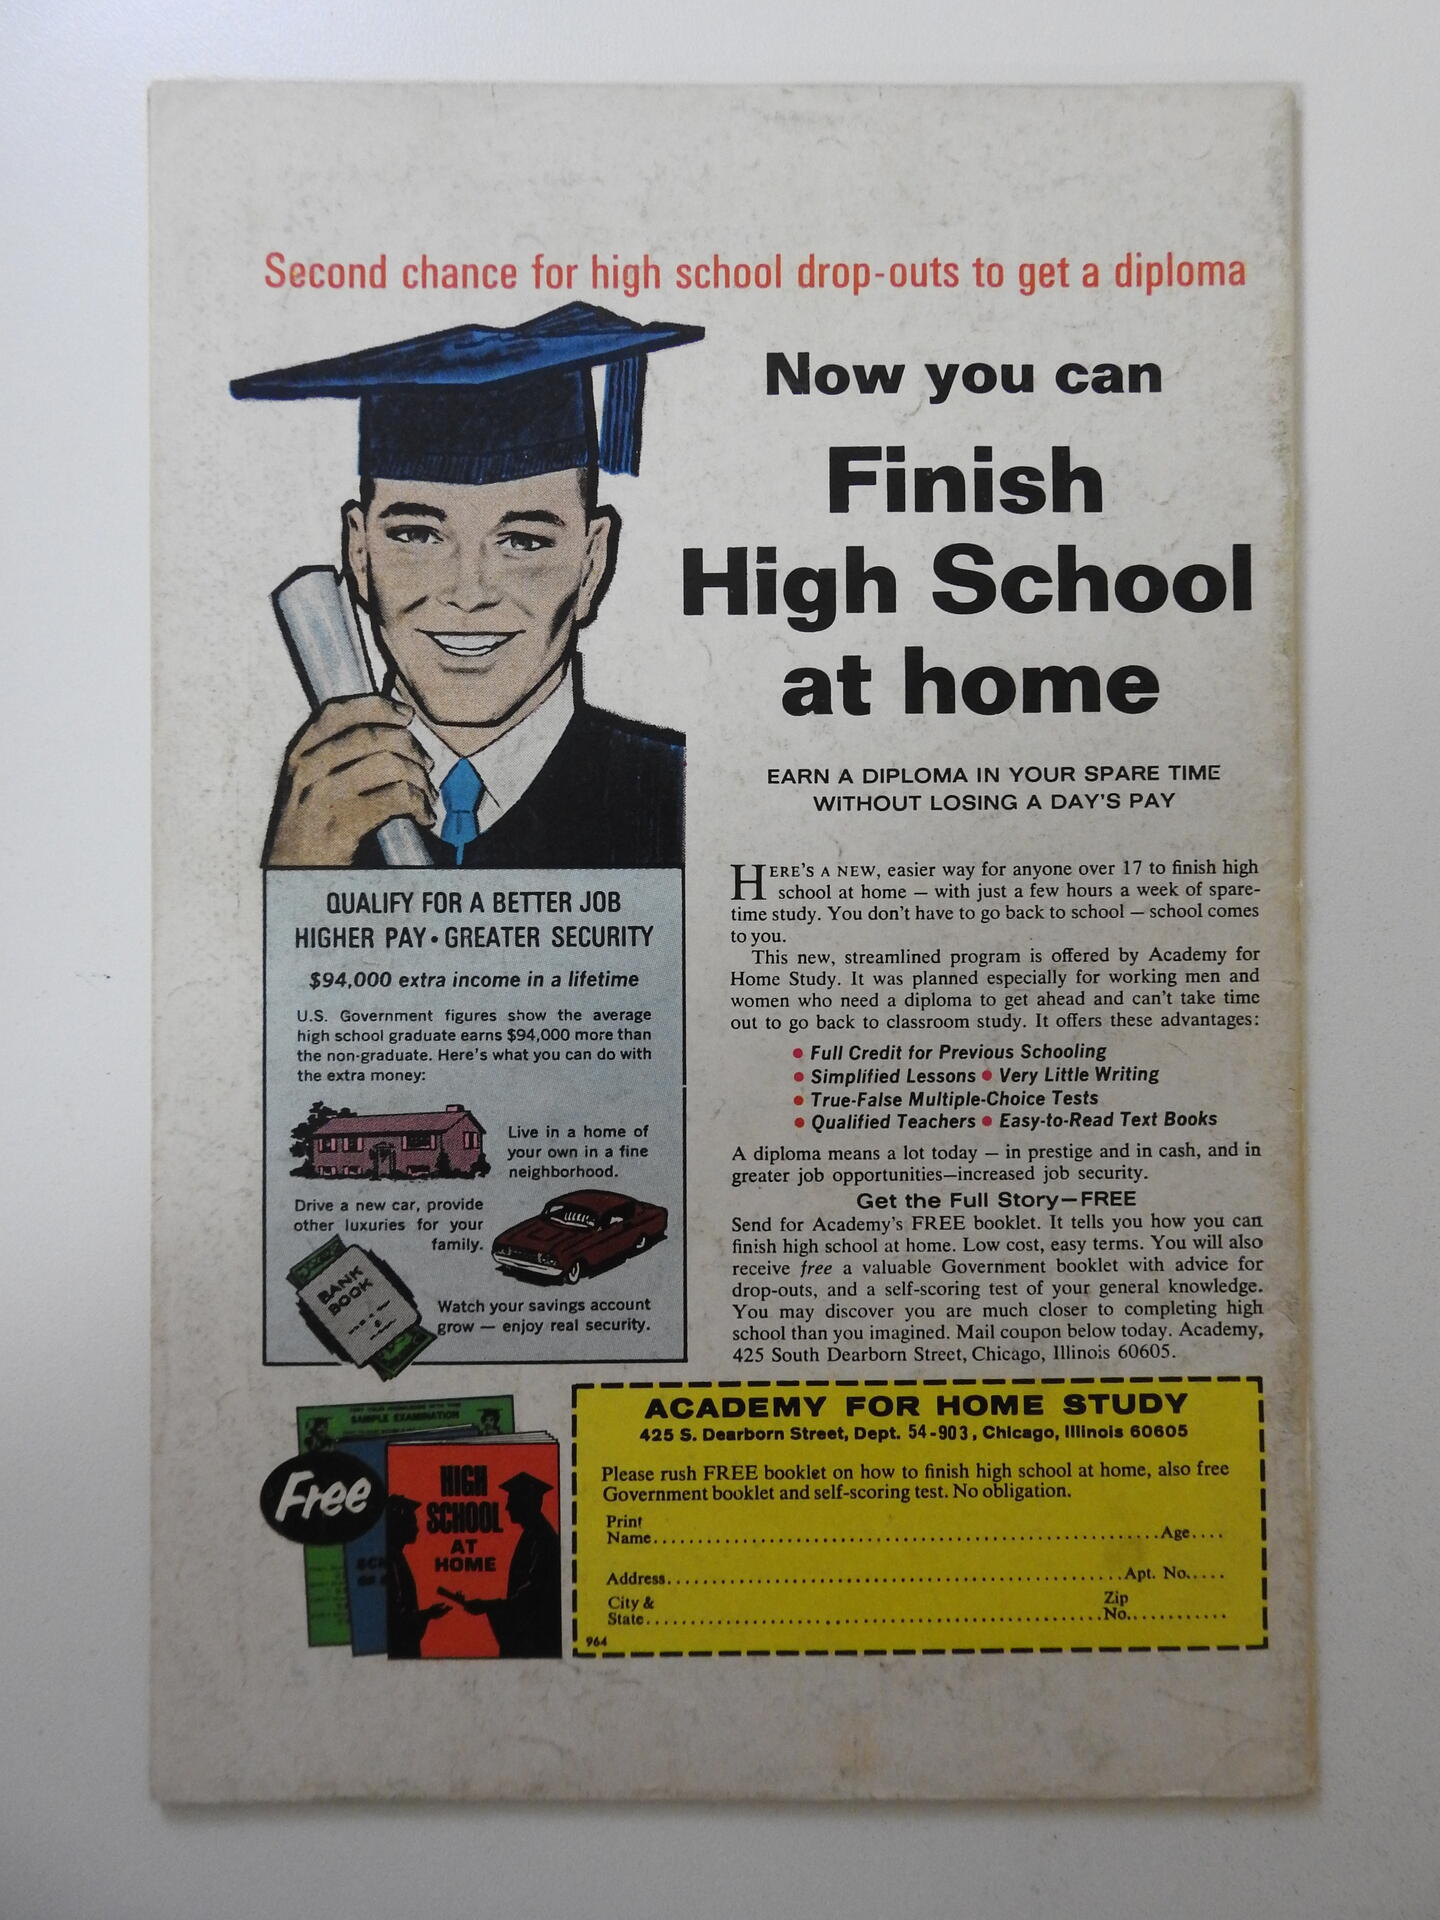 Second chance for high school drop-outs to get a diploma
Now you can
Finish
High School
at home
EARN A DIPLOMA IN YOUR SPARE TIME
WITHOUT LOSING A DAY'S PAY
QUALIFY FOR A BETTER JOB
HIGHER PAY • GREATER SECURITY
$94,000 extra income in a lifetime
U.S. Government figures show the average
high school graduate earns $94,000 more than
the non-graduate. Here's what you can do with
the extra money:
Live in a home of
your own in a fine
neighborhood.
Drive a new car, provide
other luxuries for your
family.
BANK
BOOK
Watch your savings account
grow — enjoy real security.
HERE'S A NEW, easier way for anyone over 17 to finish high
school at home — with just a few hours a week of spare-
time study. You don't have to go back to school — school comes
to you.
This new, streamlined program is offered by Academy for
Home Study. It was planned especially for working men and
women who need a diploma to get ahead and can't take time
out to go back to classroom study. It offers these advantages:
• Full Credit for Previous Schooling
• Simplified Lessons • Very Little Writing
• True-False Multiple-Choice Tests
• Qualified Teachers • Easy-to-Read Text Books
A diploma means a lot today — in prestige and in cash, and in
greater job opportunities—increased job security.
Get the Full Story—FREE
Send for Academy's FREE booklet. It tells you how you can
finish high school at home. Low cost, easy terms. You will also
receive free a valuable Government booklet with advice for
drop-outs, and a self-scoring test of your general knowledge.
You may discover you are much closer to completing high
school than you imagined. Mail coupon below today. Academy,
425 South Dearborn Street, Chicago, Illinois 60605.
SAMPLE EXAMINATION
Free
HIGH
SCHOOL
AT
HOME
ACADEMY FOR HOME STUDY
425 S. Dearborn Street, Dept. 54-903, Chicago, Illinois 60605
Please rush FREE booklet on how to finish high school at home, also free
Government booklet and self-scoring test. No obligation.
Print
Name...............Age....
Address...............Apt. No.....
City & Zip
State...............No............
964